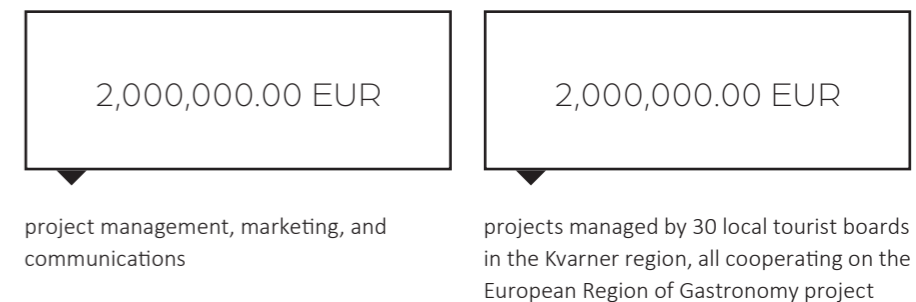 2,000,000.00 EUR
project management, marketing, and
communications
2,000,000.00 EUR
projects managed by 30 local tourist boards
in the Kvarner region, all cooperating on the
European Region of Gastronomy project